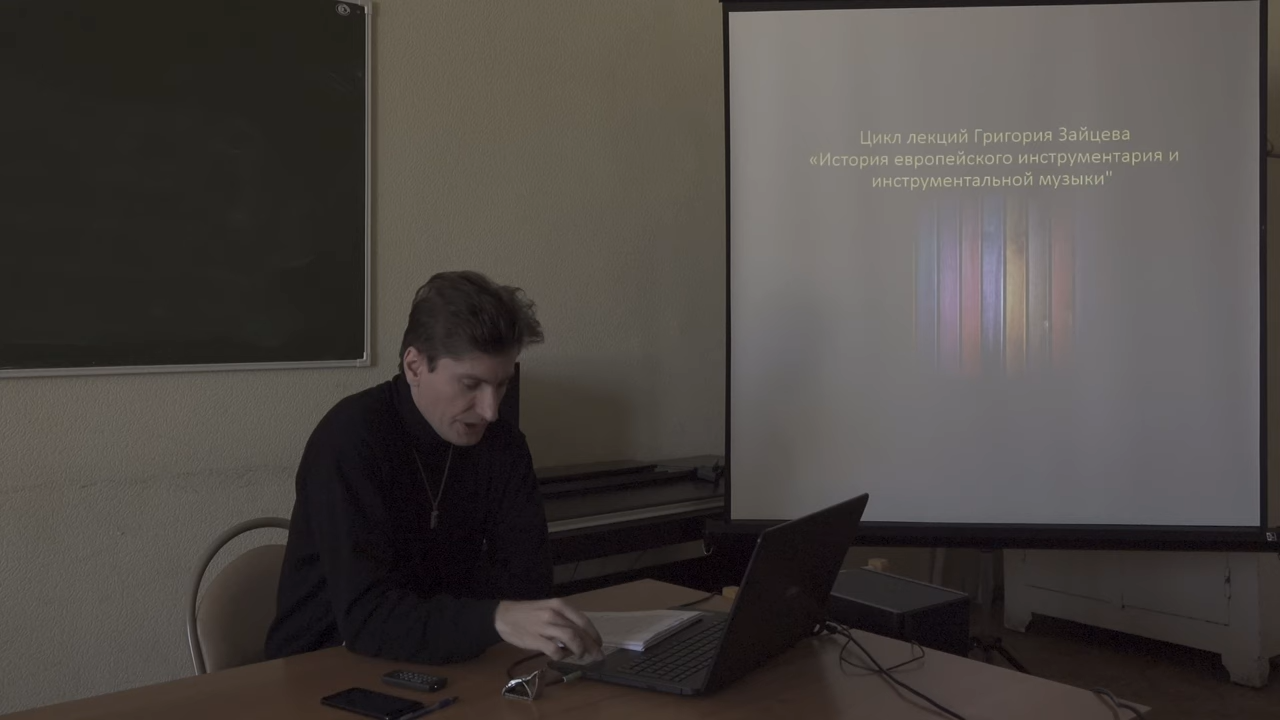 Цикл лекций Григория Зайцева
«История европейского инструментария и
инструментальной музыки"